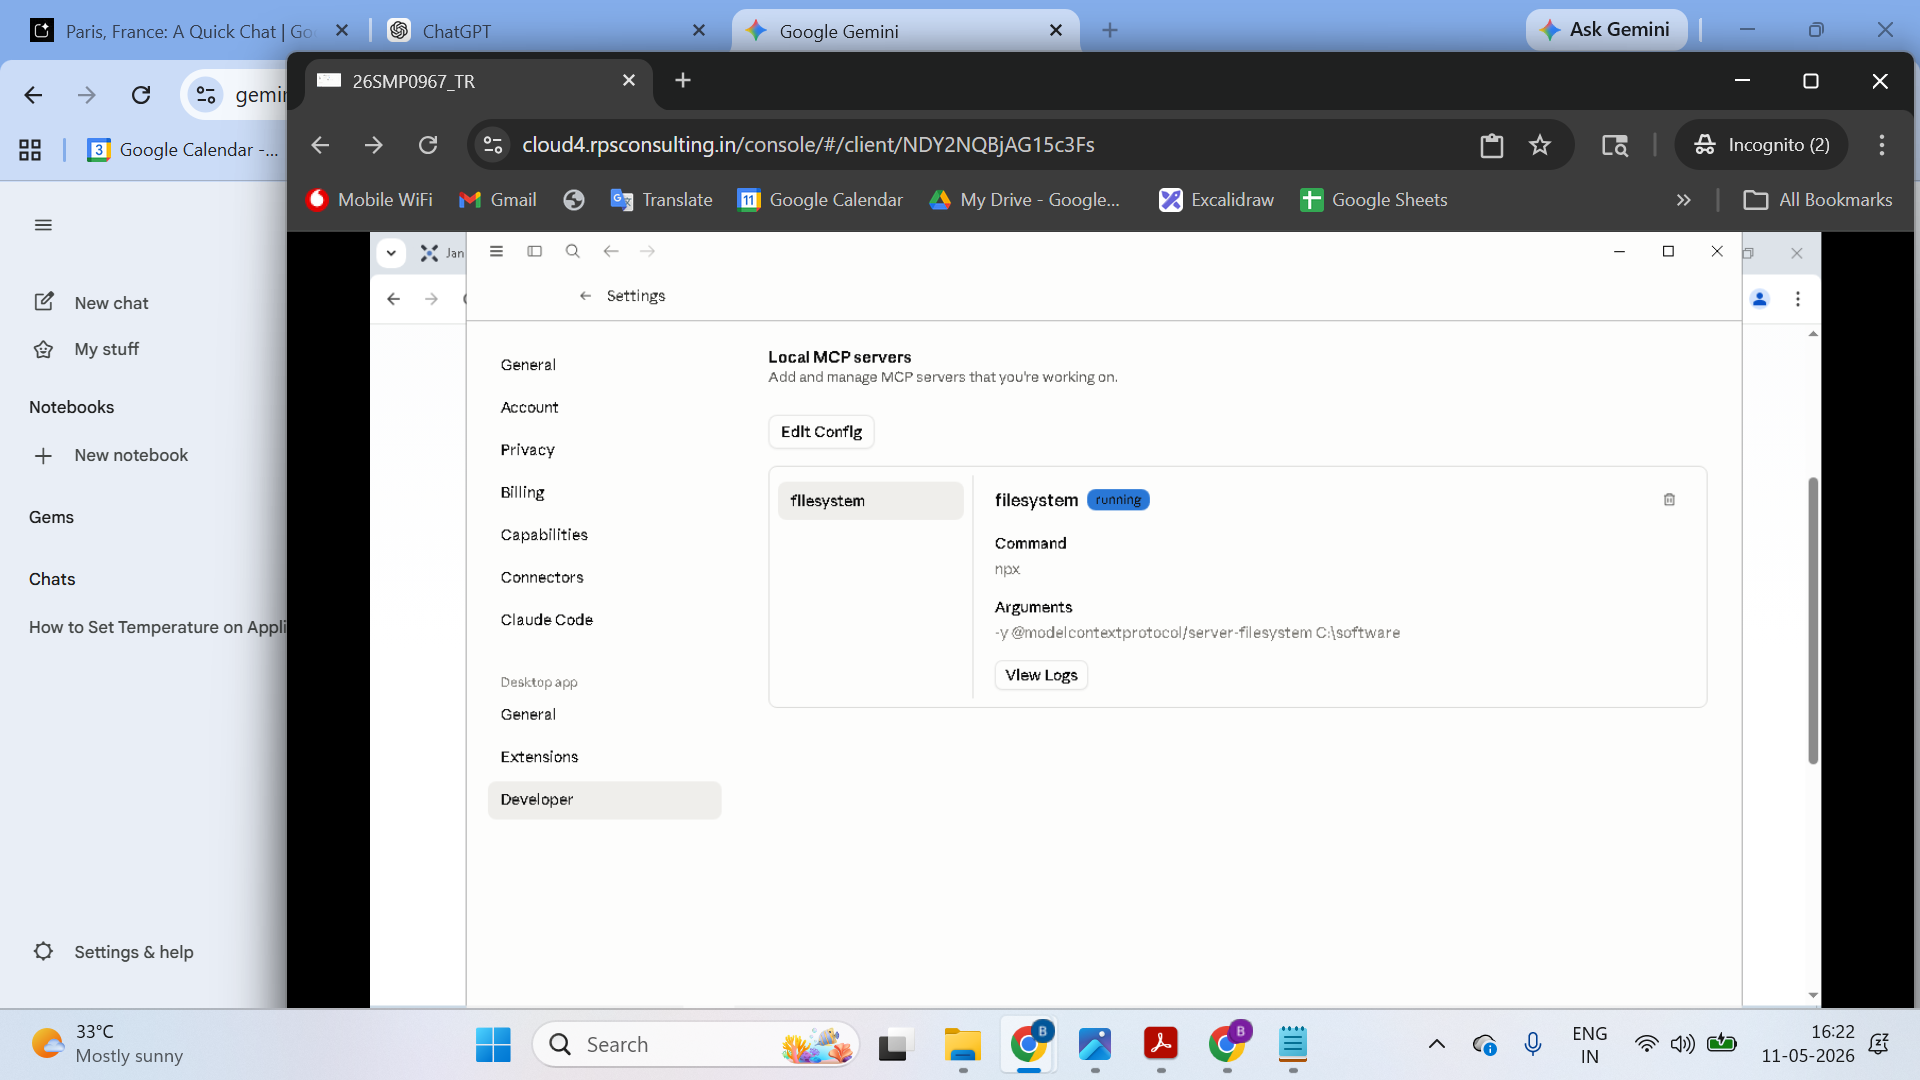 Paris, France: A Quick Chat | Go
ChatGPT
Google Gemini
Ask Gemini
gemi
Google Calendar -...
New chat
My stuff
Notebooks
New notebook
Gems
Chats
How to Set Temperature on Appli
Settings & help
26SMP0967_TR
cloud4.rpsconsulting.in/console/#/client/NDY2NQBjAG15c3Fs
Incognito (2)
Mobile WiFi
Gmail
Translate
11
Google Calendar
My Drive - Google...
Excalidraw
Google Sheets
»
All Bookmarks
Jan
Settings
General
Account
Privacy
Billing
Capabilities
Connectors
Claude Code
Desktop app
General
Extensions
Developer
Local MCP servers
Add and manage MCP servers that you're working on.
Edit Config
filesystem
filesystem running
Command
npx
Arguments
-y @modelcontextprotocol/server-filesystem C:\software
View Logs
33°C
Mostly sunny
Search
B
B
ENG
IN
16:22
11-05-2026